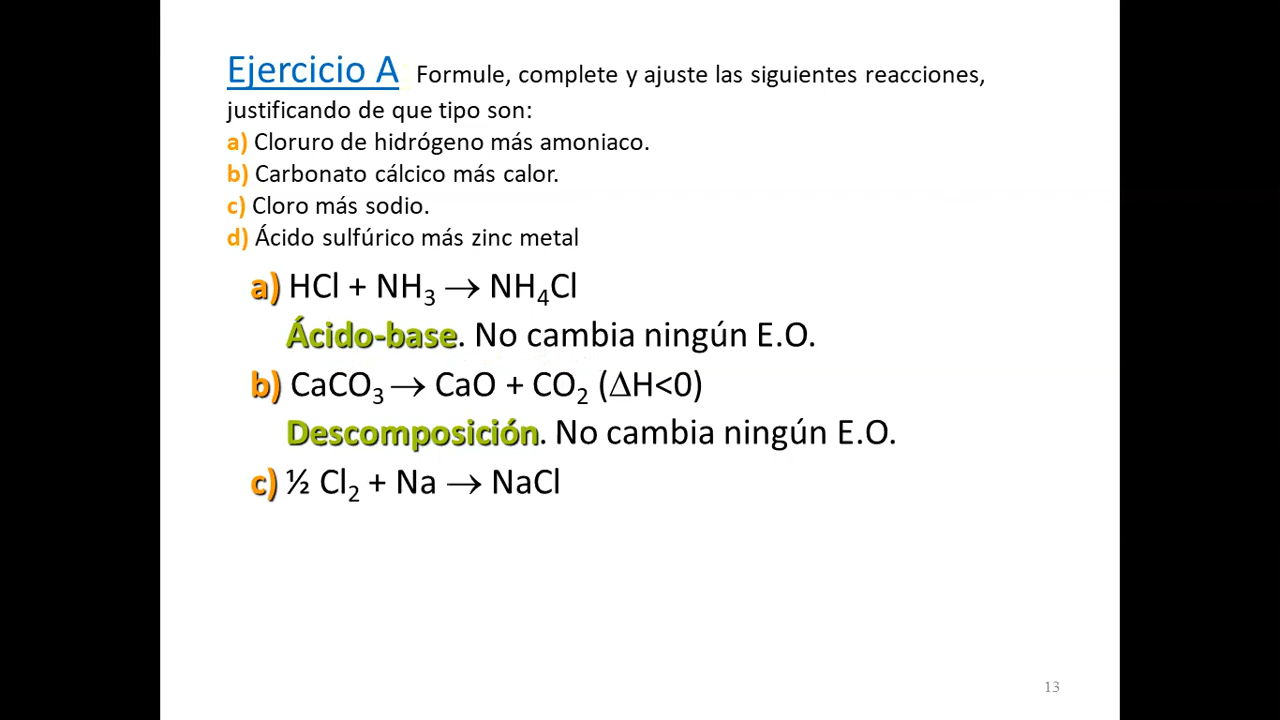 Ejercicio A Formule, complete y ajuste las siguientes reacciones,
justificando de que tipo son:
a) Cloruro de hidrógeno más amoniaco.
b) Carbonato cálcico más calor.
c) Cloro más sodio.
d) Ácido sulfúrico más zinc metal
a) HCl + NH₃ → NH₄Cl
Ácido-base. No cambia ningún E.O.
b) CaCO₃ → CaO + CO₂ (ΔH<0)
Descomposición. No cambia ningún E.O.
c) ½ Cl₂ + Na → NaCl
13